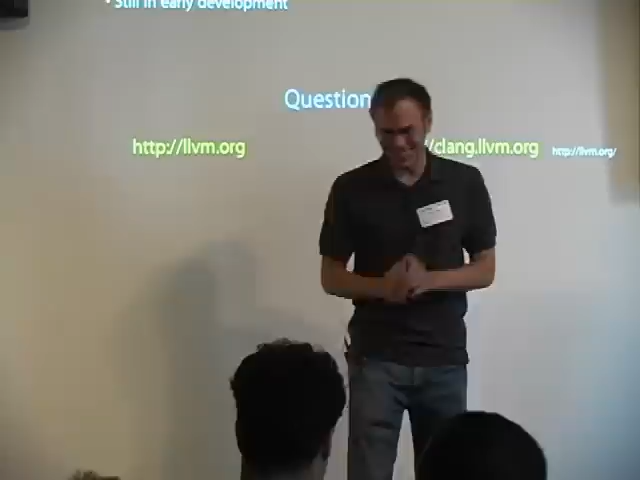 • Still in early development
Question
http://llvm.org
/clang.llvm.org
http://llvm.org/